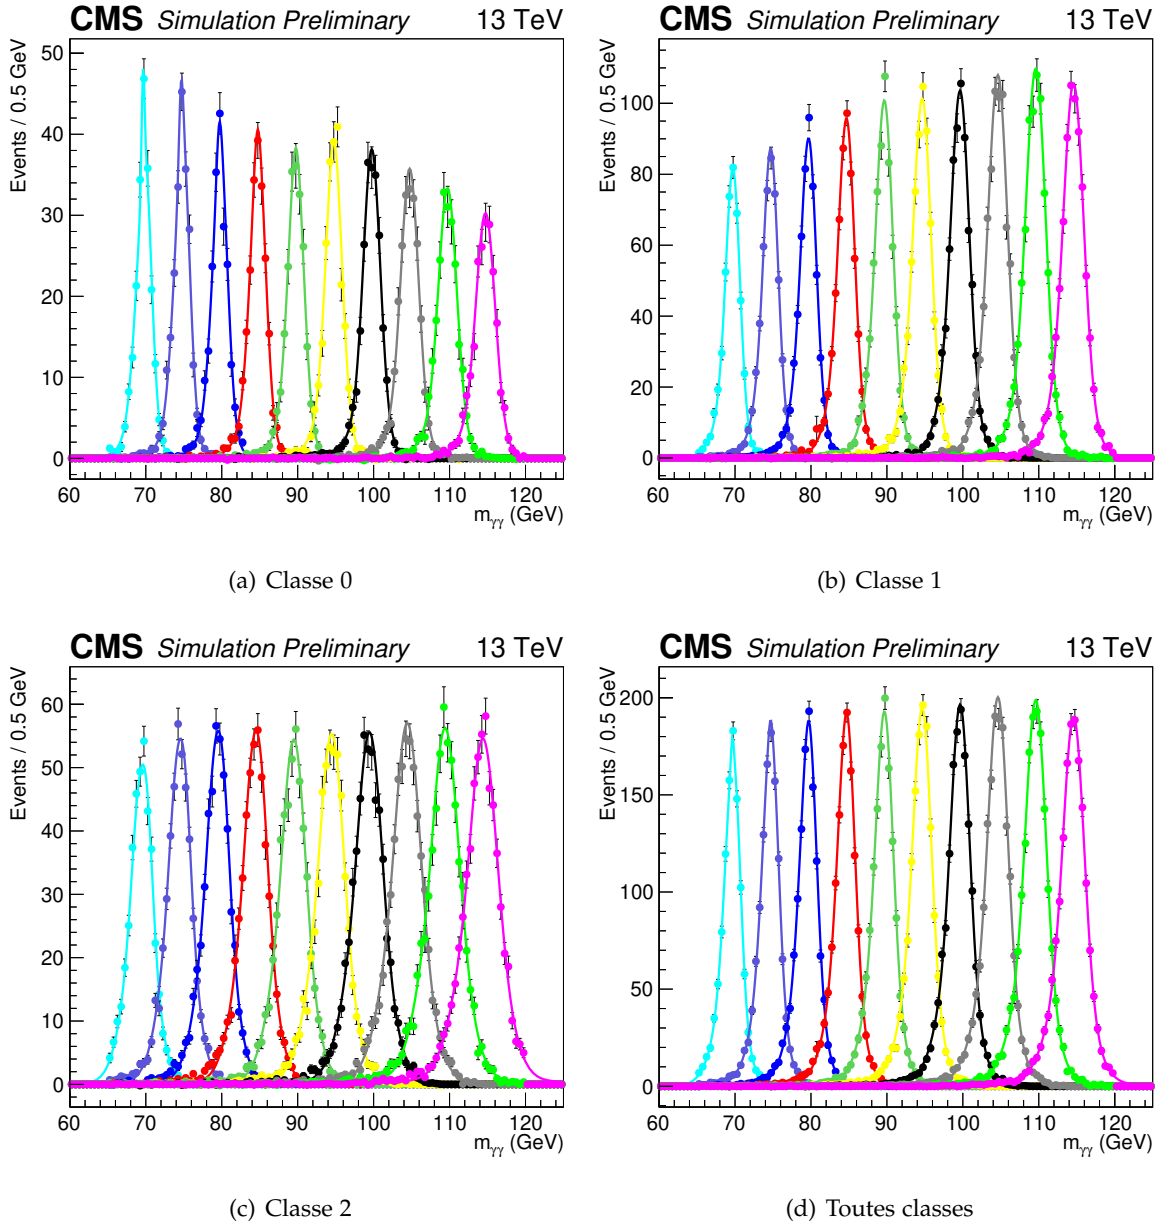 CMS Simulation Preliminary 13 TeV
Events / 0.5 GeV
50
40
30
20
10
0
60 70 80 90 100 110 120
mγγ (GeV)
(a) Classe 0
CMS Simulation Preliminary 13 TeV
Events / 0.5 GeV
100
80
60
40
20
0
60 70 80 90 100 110 120
mγγ (GeV)
(b) Classe 1
CMS Simulation Preliminary 13 TeV
Events / 0.5 GeV
60
50
40
30
20
10
0
60 70 80 90 100 110 120
mγγ (GeV)
(c) Classe 2
CMS Simulation Preliminary 13 TeV
Events / 0.5 GeV
200
150
100
50
0
60 70 80 90 100 110 120
mγγ (GeV)
(d) Toutes classes